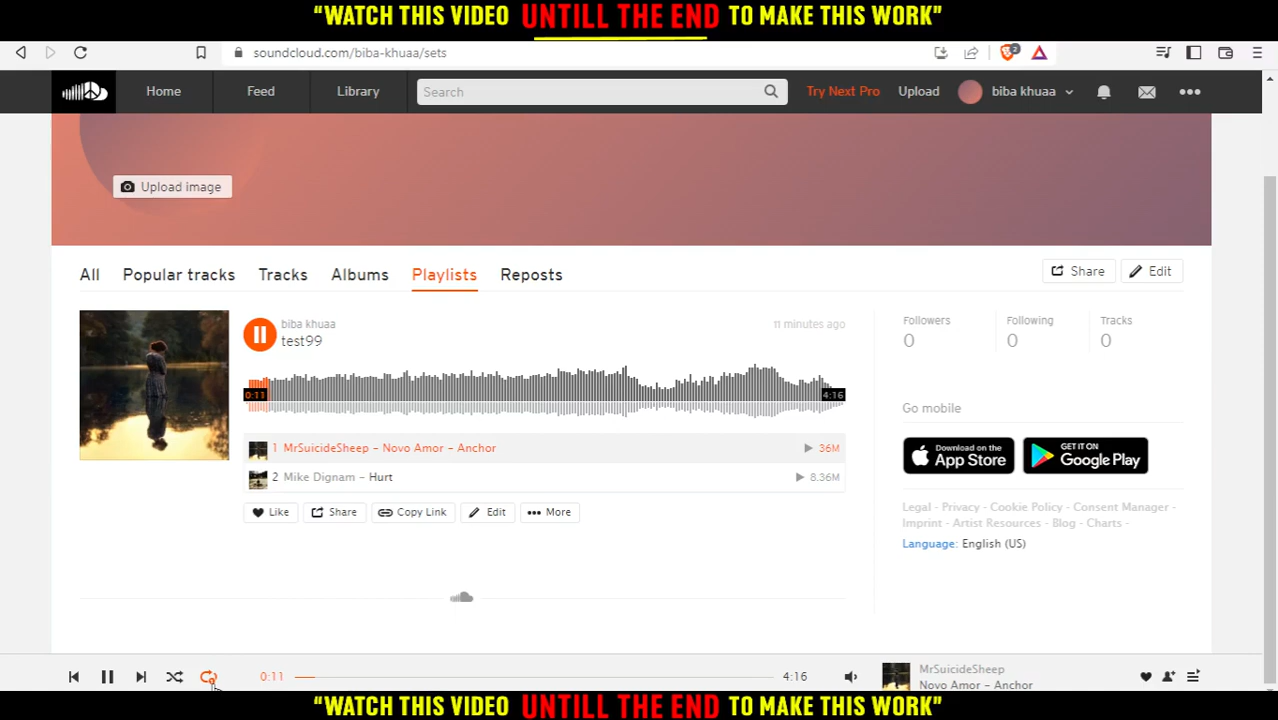 “WATCH THIS VIDEO UNTILL THE END TO MAKE THIS WORK”
soundcloud.com/biba-khuaa/sets
2
Home Feed Library Search Try Next Pro Upload biba khuaa
Upload image
All Popular tracks Tracks Albums Playlists Reposts Share Edit
biba khuaa 11 minutes ago
test99
Followers Following Tracks
0 0 0
0:11 4:16
Go mobile
1 MrSuicideSheep – Novo Amor – Anchor 36M
2 Mike Dignam – Hurt 8.36M
Download on the App Store
GET IT ON Google Play
Like Share Copy Link Edit More
Legal - Privacy - Cookie Policy - Consent Manager -
Imprint - Artist Resources - Blog - Charts -
Language: English (US)
0:11 4:16
MrSuicideSheep
Novo Amor – Anchor
“WATCH THIS VIDEO UNTILL THE END TO MAKE THIS WORK”